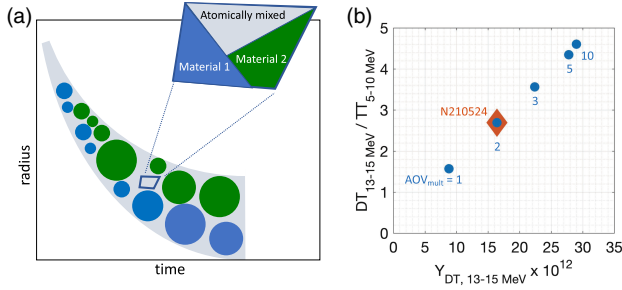 (a)
Atomically mixed
Material 1
Material 2
radius
time
(b)
5
4
3
2
1
0
DT13-15 MeV / TT5-10 MeV
N210524
AOVmult = 1
2
3
5
10
0 5 10 15 20 25 30 35
YDT, 13-15 MeV x 10^12